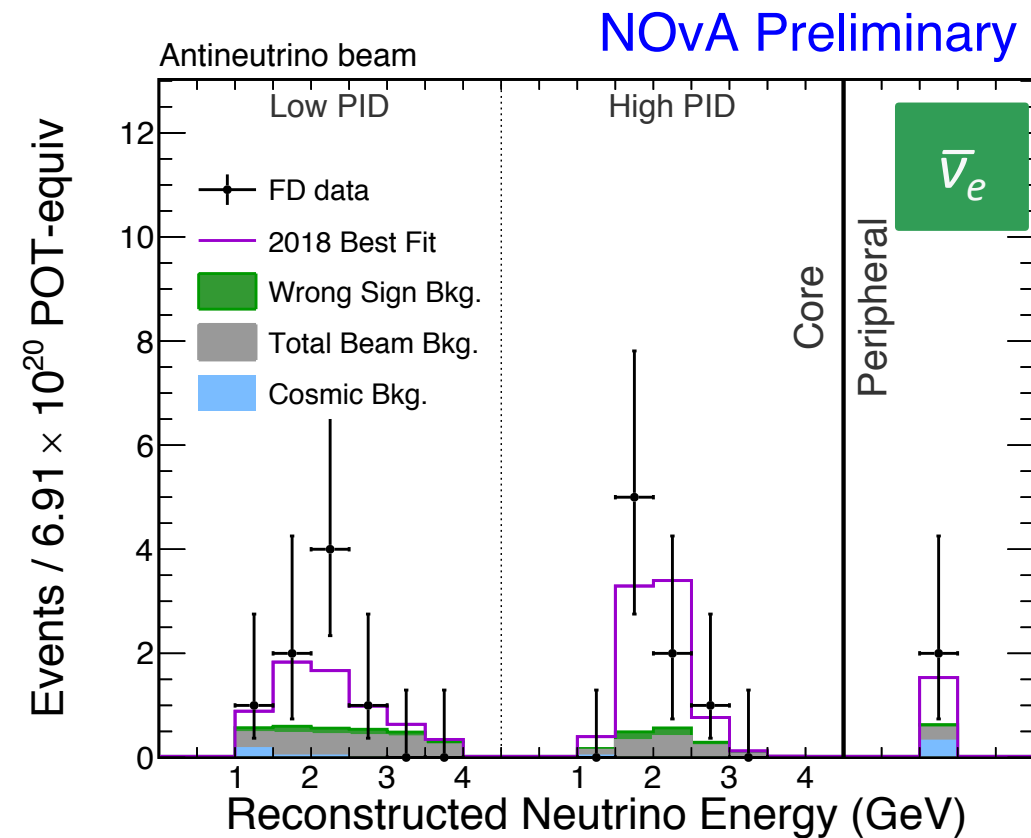 NOvA Preliminary
Antineutrino beam
Low PID
High PID
ν̅e
FD data
2018 Best Fit
Wrong Sign Bkg.
Total Beam Bkg.
Cosmic Bkg.
Core
Peripheral
Events / 6.91 × 10²⁰ POT-equiv
12
10
8
6
4
2
0
1 2 3 4 1 2 3 4
Reconstructed Neutrino Energy (GeV)